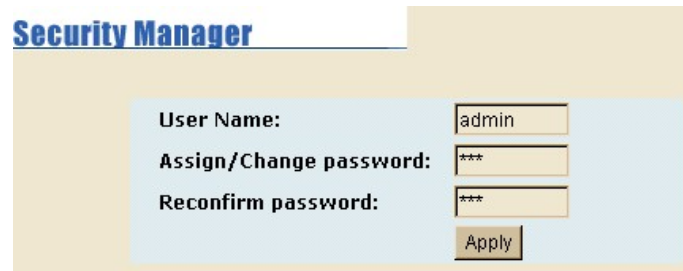 Security Manager
User Name: admin
Assign/Change password: ***
Reconfirm password: ***
Apply